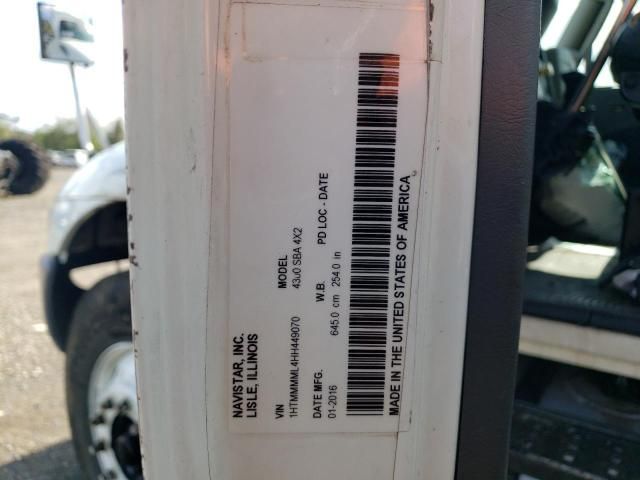 NAVISTAR, INC.
LISLE, ILLINOIS
VIN MODEL
1HTMMMML4HH449070 43u0 SBA 4X2
DATE MFG. W.B. PD LOC - DATE
01-2016 645.0 cm 254.0 in
MADE IN THE UNITED STATES OF AMERICA